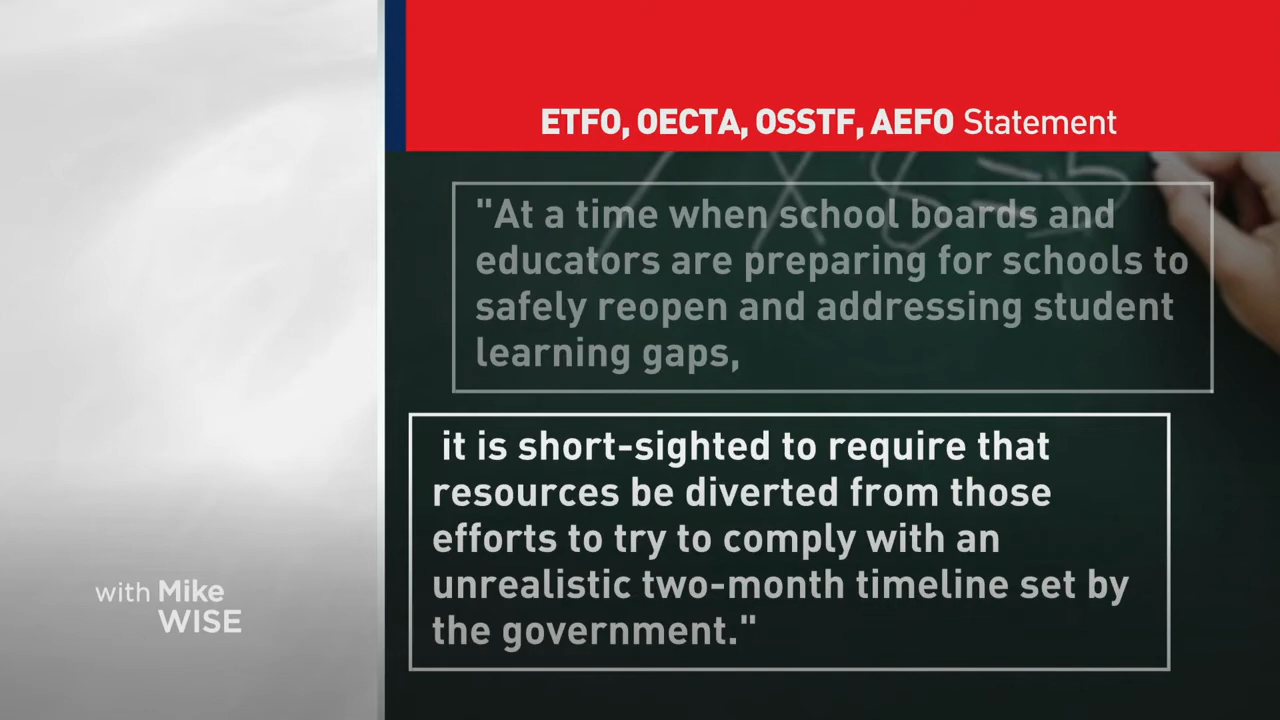 ETFO, OECTA, OSSTF, AEFO Statement
"At a time when school boards and
educators are preparing for schools to
safely reopen and addressing student
learning gaps,
it is short-sighted to require that
resources be diverted from those
efforts to try to comply with an
unrealistic two-month timeline set by
the government."
with Mike
WISE